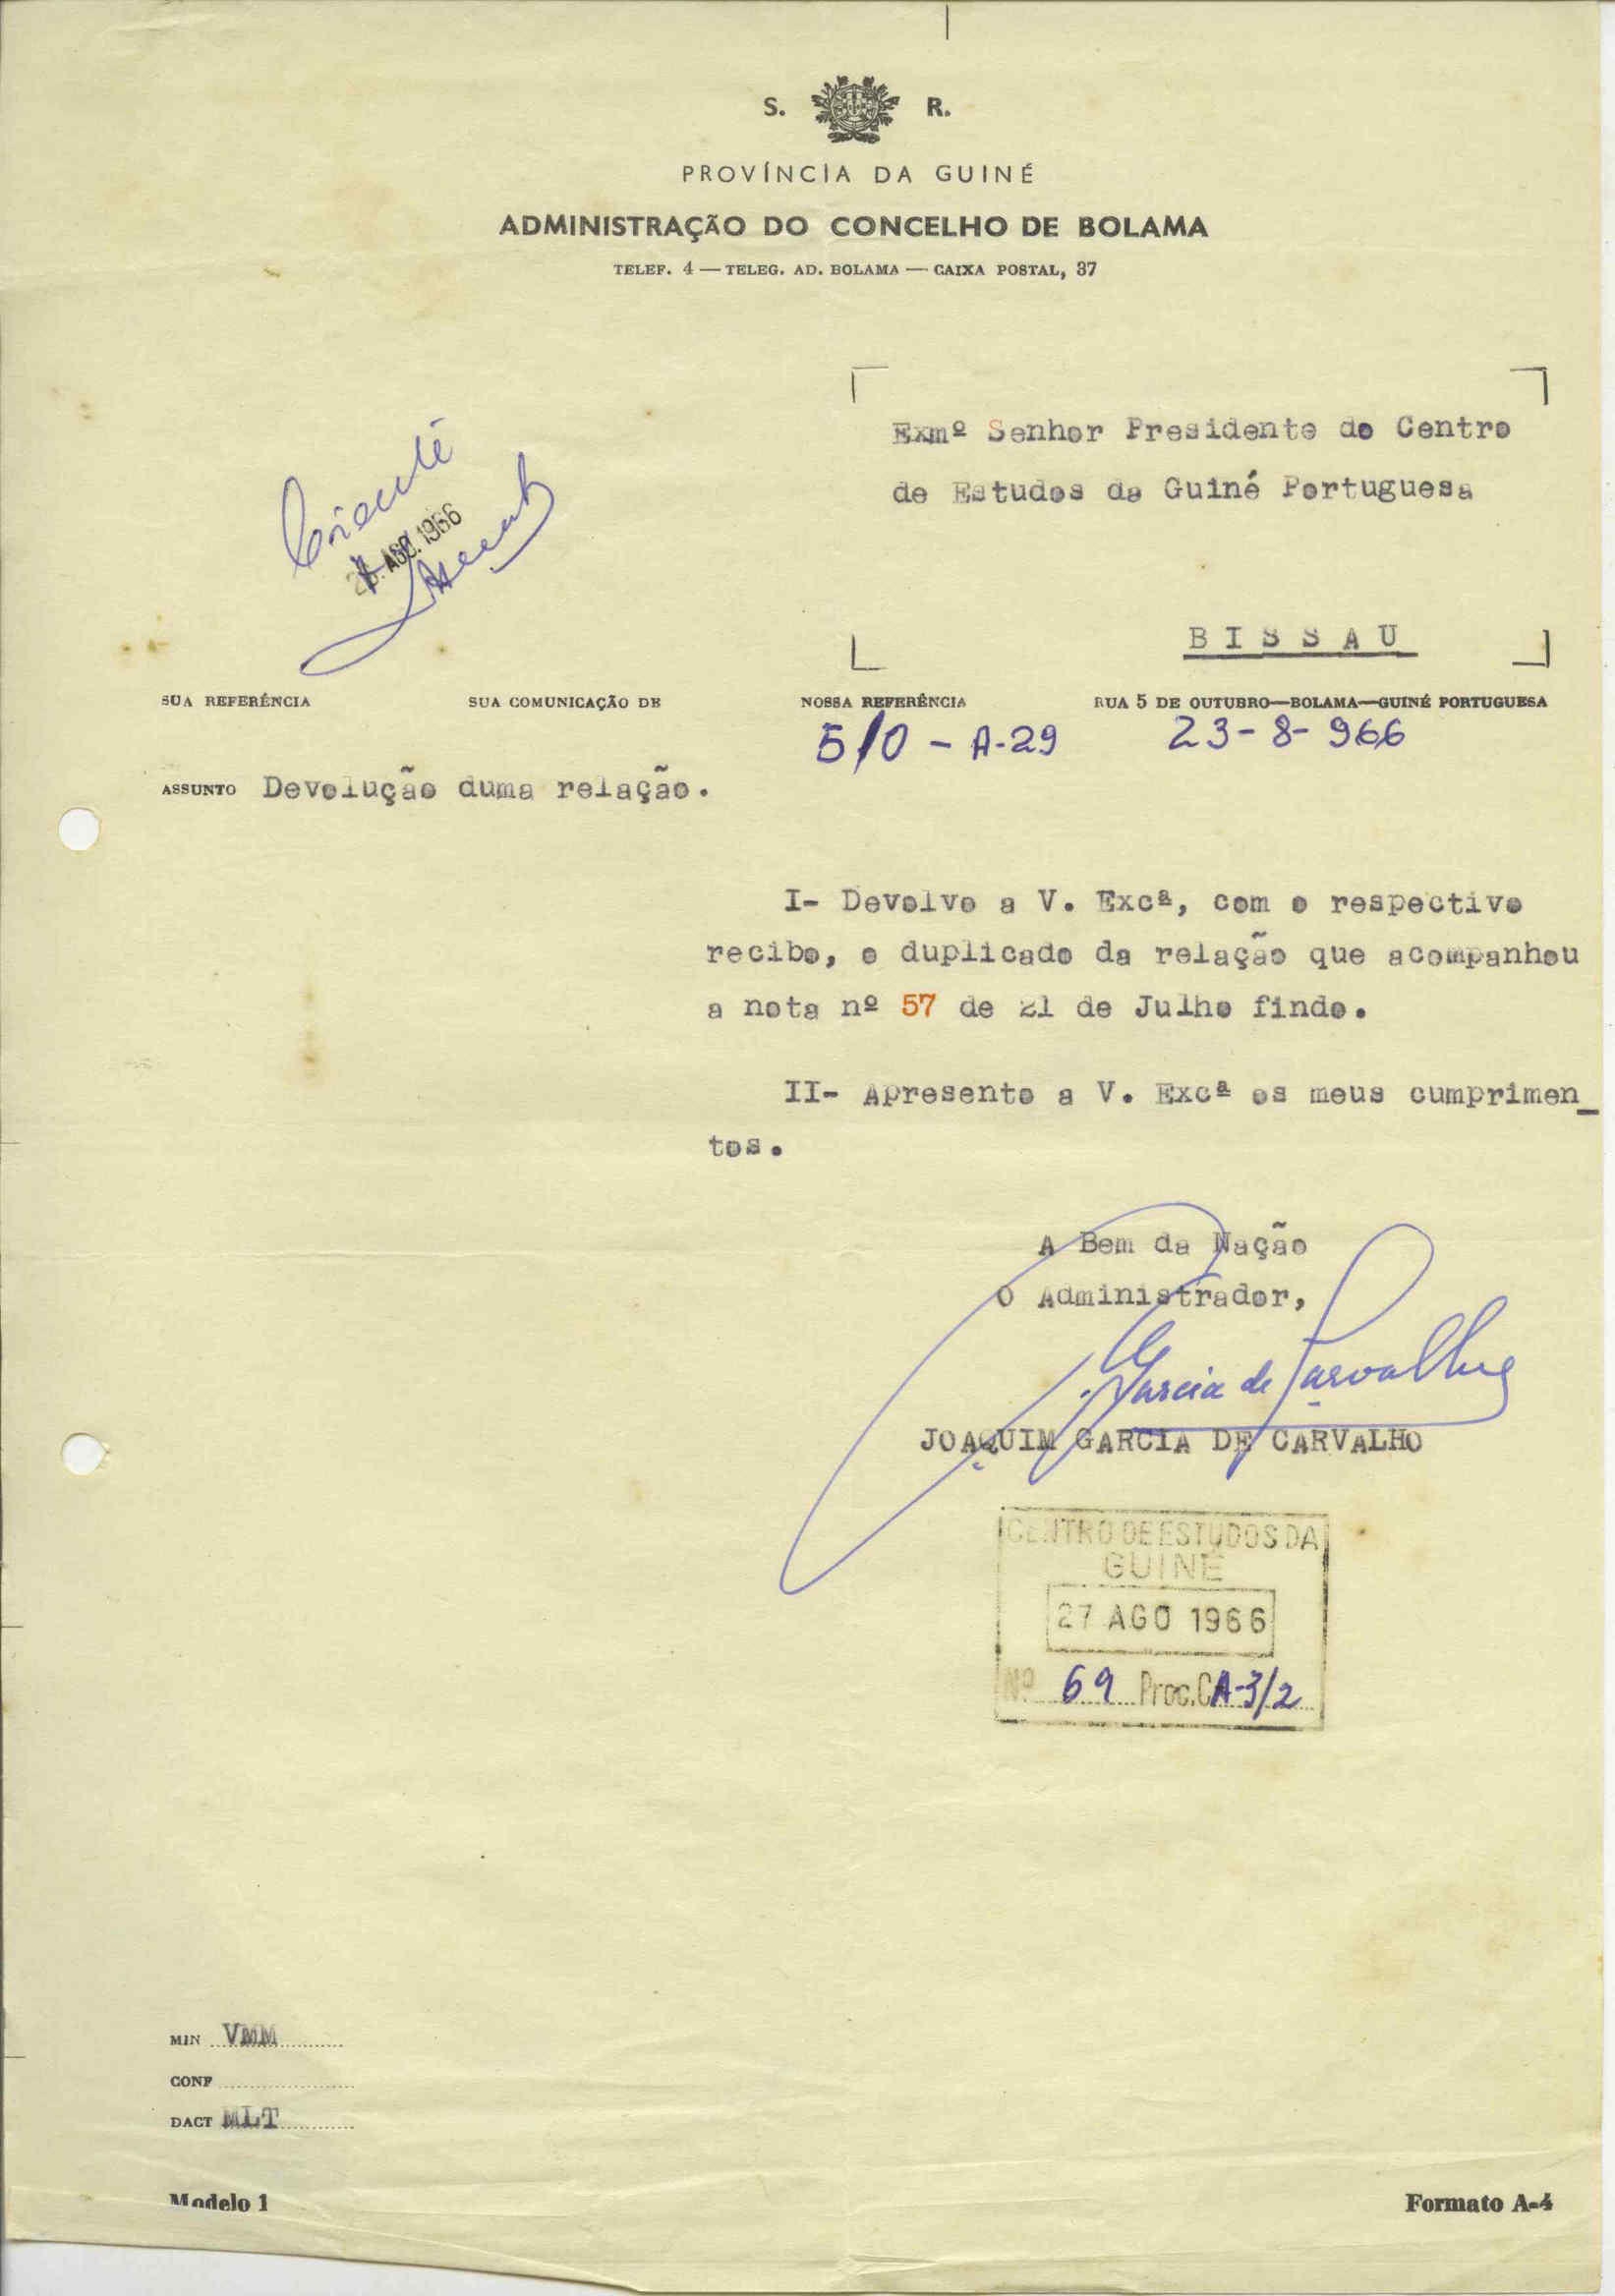 S. R.
PROVÍNCIA DA GUINÉ
ADMINISTRAÇÃO DO CONCELHO DE BOLAMA
TELEF. 4 — TELEG. AD. BOLAMA — CAIXA POSTAL, 37
Exmº Senhor Presidente do Centro
de Estudos da Guiné Portuguesa
AGO. 1966
BISSAU
SUA REFERÊNCIA SUA COMUNICAÇÃO DE NOSSA REFERÊNCIA RUA 5 DE OUTUBRO—BOLAMA—GUINÉ PORTUGUESA
510 - A-29 23-8-966
ASSUNTO Devolução duma relação.
I- Devolvo a V. Excª, com o respectivo
recibo, o duplicado da relação que acompanhou
a nota nº 57 de 21 de Julho findo.
II- Apresento a V. Excª os meus cumprimen_
tos.
A Bem da Nação
O Administrador,
Garcia de Carvalho
JOAQUIM GARCIA DE CARVALHO
CENTRO DE ESTUDOS DA
GUINÉ
27 AGO 1966
Nº 69 Proc. CA-3/2
MIN VMM
CONF
DACT MLT
Modelo 1 Formato A-4